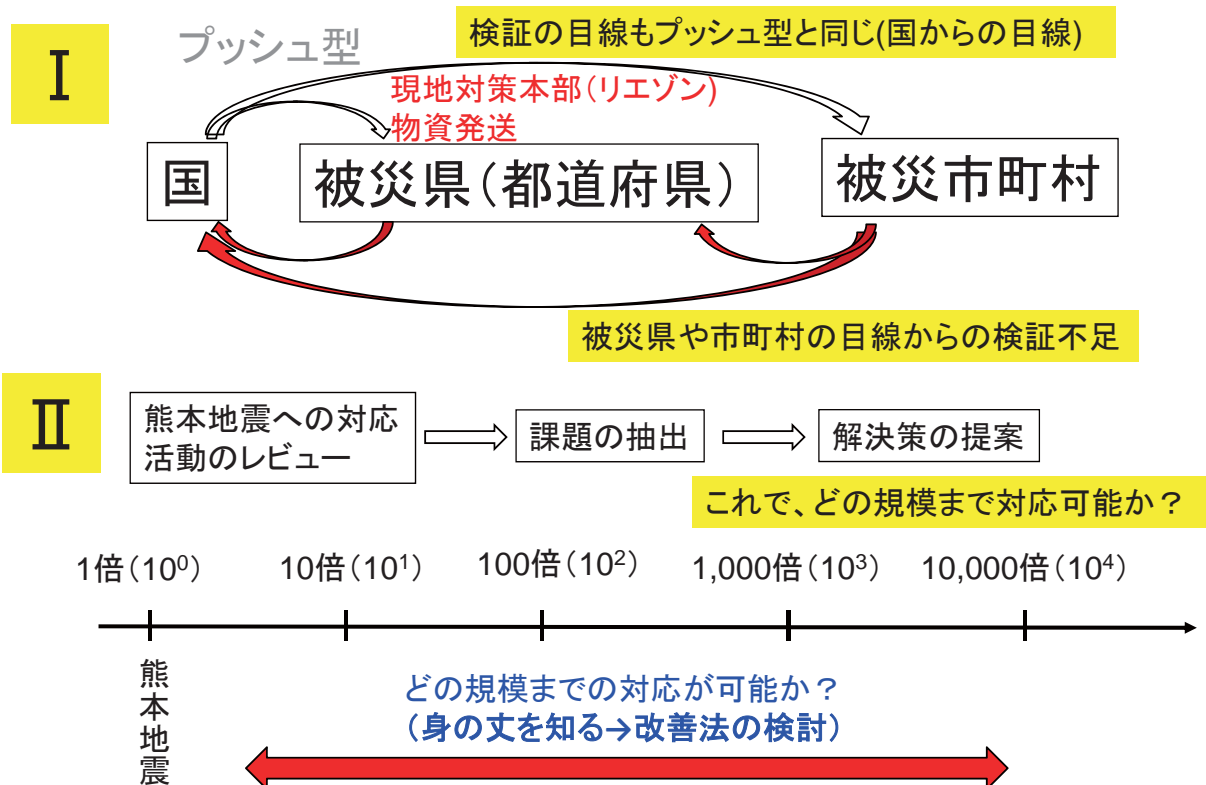 Ⅰ
プッシュ型
検証の目線もプッシュ型と同じ(国からの目線)
現地対策本部(リエゾン)
物資発送
国
被災県(都道府県)
被災市町村
被災県や市町村の目線からの検証不足
Ⅱ
熊本地震への対応
活動のレビュー
課題の抽出
解決策の提案
これで、どの規模まで対応可能か?
1倍(10⁰)
10倍(10¹)
100倍(10²)
1,000倍(10³)
10,000倍(10⁴)
熊本地震
どの規模までの対応が可能か?
(身の丈を知る→改善法の検討)